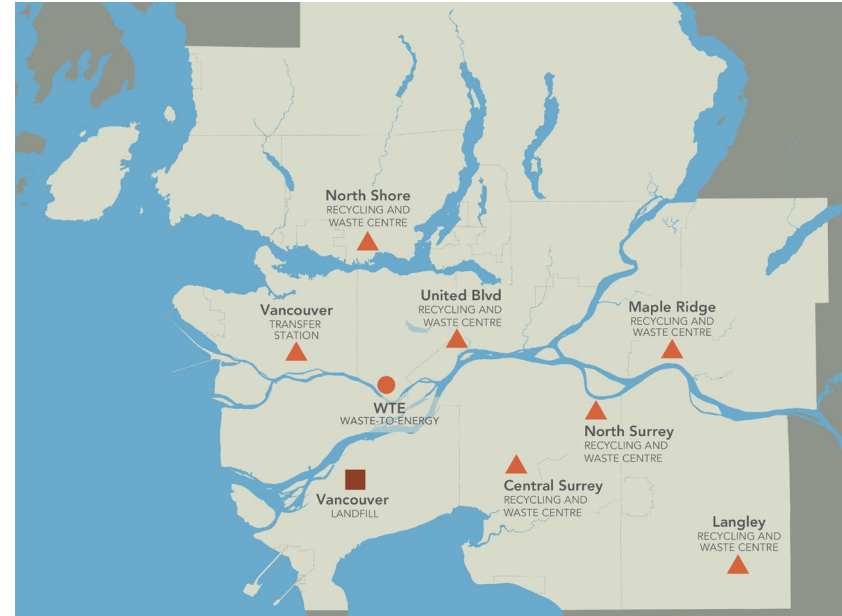 North Shore
RECYCLING AND
WASTE CENTRE
United Blvd
RECYCLING AND
WASTE CENTRE
Vancouver
TRANSFER
STATION
Maple Ridge
RECYCLING AND
WASTE CENTRE
WTE
WASTE-TO-ENERGY
North Surrey
RECYCLING AND
WASTE CENTRE
Central Surrey
RECYCLING AND
WASTE CENTRE
Vancouver
LANDFILL
Langley
RECYCLING AND
WASTE CENTRE